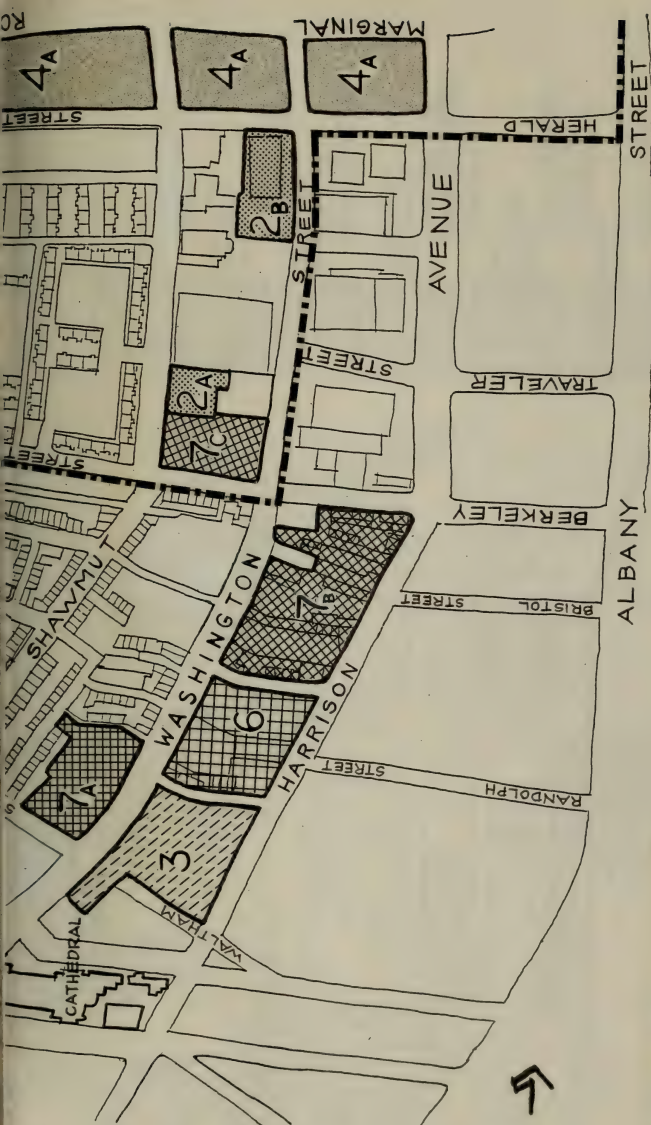 RO
MARGINAL
4A
4A
4A
STREET
HERALD
STREET
2B
STREET
AVENUE
2A
STREET
TRAVELER
7C
STREET
BERKELEY
ALBANY
SHAWMUT
WASHINGTON
7B
STREET
BRISTOL
HARRISON
6
7A
STREET
RANDOLPH
3
S
WALTHAM
CATHEDRAL